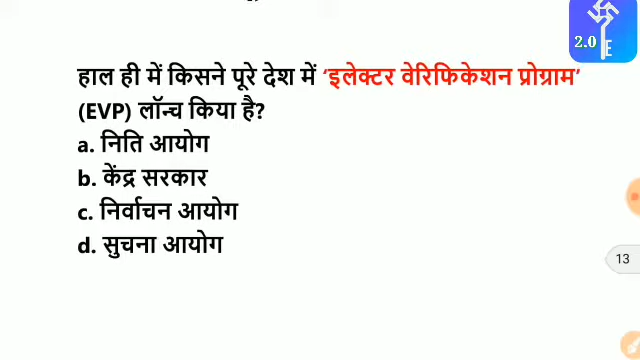 2.0
E
हाल ही में किसने पूरे देश में ‘इलेक्टर वेरिफिकेशन प्रोग्राम’
(EVP) लॉन्च किया है?
a. निति आयोग
b. केंद्र सरकार
c. निर्वाचन आयोग
d. सुचना आयोग
13